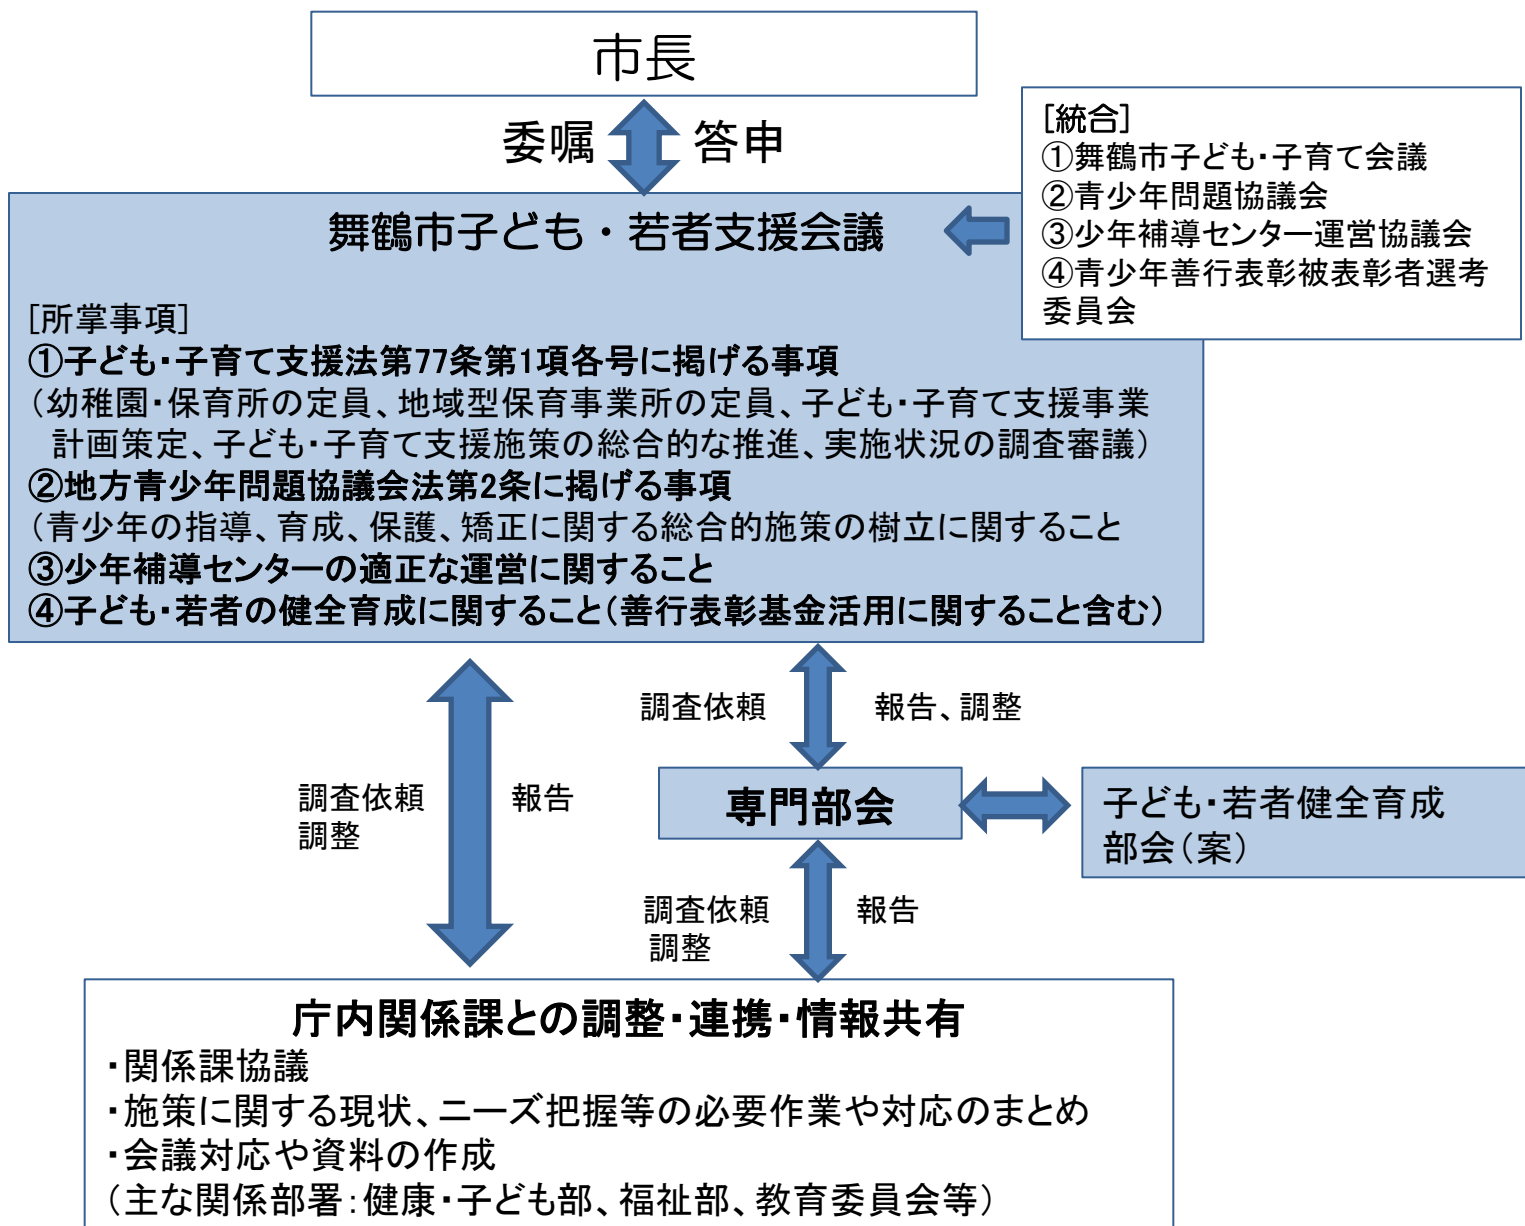 市長
委嘱
答申
[統合]
①舞鶴市子ども・子育て会議
②青少年問題協議会
③少年補導センター運営協議会
④青少年善行表彰被表彰者選考
委員会
舞鶴市子ども・若者支援会議
[所掌事項]
①子ども・子育て支援法第77条第1項各号に掲げる事項
（幼稚園・保育所の定員、地域型保育事業所の定員、子ども・子育て支援事業
計画策定、子ども・子育て支援施策の総合的な推進、実施状況の調査審議）
②地方青少年問題協議会法第2条に掲げる事項
（青少年の指導、育成、保護、矯正に関する総合的施策の樹立に関すること
③少年補導センターの適正な運営に関すること
④子ども・若者の健全育成に関すること（善行表彰基金活用に関すること含む）
調査依頼
報告、調整
調査依頼
調整
報告
専門部会
子ども・若者健全育成
部会（案）
調査依頼
調整
報告
庁内関係課との調整・連携・情報共有
・関係課協議
・施策に関する現状、ニーズ把握等の必要作業や対応のまとめ
・会議対応や資料の作成
（主な関係部署：健康・子ども部、福祉部、教育委員会等）